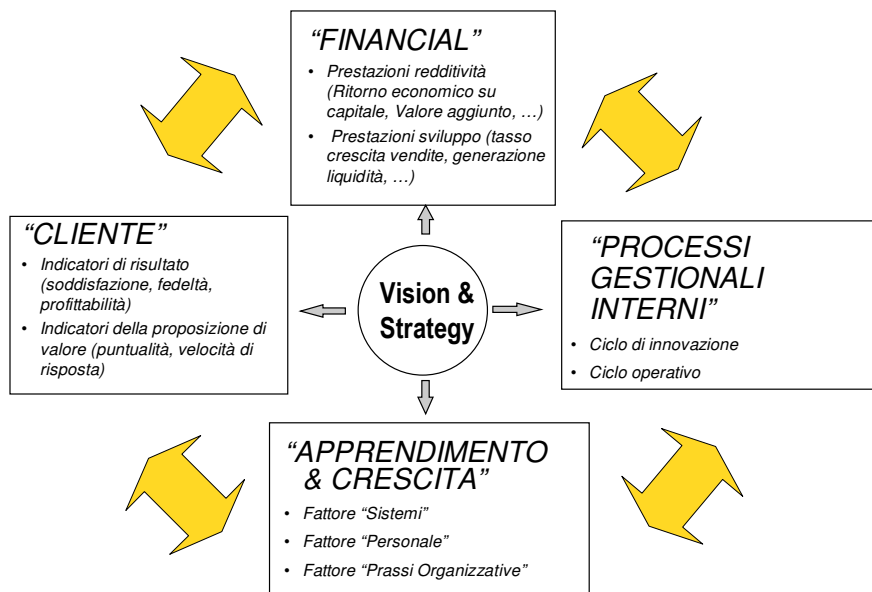 “FINANCIAL”
• Prestazioni redditività
(Ritorno economico su
capitale, Valore aggiunto, …)
• Prestazioni sviluppo (tasso
crescita vendite, generazione
liquidità, …)
“CLIENTE”
• Indicatori di risultato
(soddisfazione, fedeltà,
profittabilità)
• Indicatori della proposizione di
valore (puntualità, velocità di
risposta)
Vision &
Strategy
“PROCESSI
GESTIONALI
INTERNI”
• Ciclo di innovazione
• Ciclo operativo
“APPRENDIMENTO
& CRESCITA”
• Fattore “Sistemi”
• Fattore “Personale”
• Fattore “Prassi Organizzative”